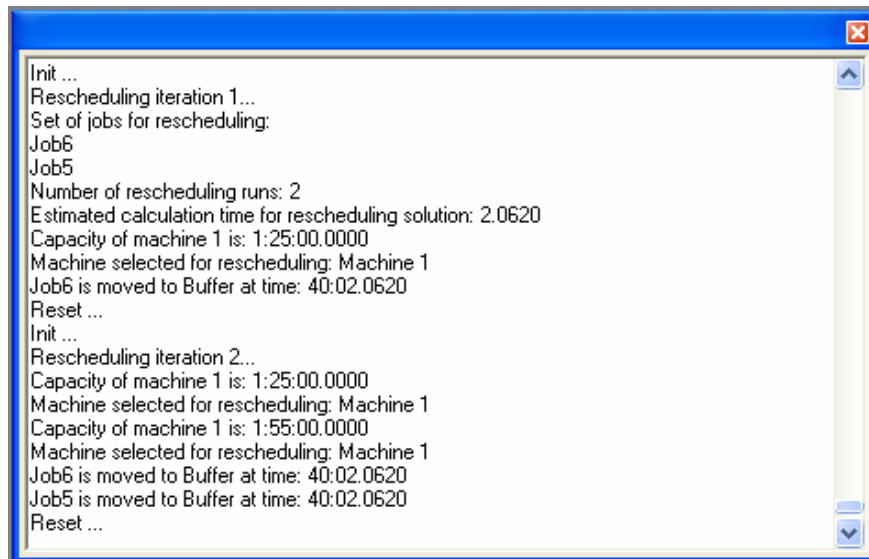 Init ...
Rescheduling iteration 1...
Set of jobs for rescheduling:
Job6
Job5
Number of rescheduling runs: 2
Estimated calculation time for rescheduling solution: 2.0620
Capacity of machine 1 is: 1:25:00.0000
Machine selected for rescheduling: Machine 1
Job6 is moved to Buffer at time: 40:02.0620
Reset ...
Init ...
Rescheduling iteration 2...
Capacity of machine 1 is: 1:25:00.0000
Machine selected for rescheduling: Machine 1
Capacity of machine 1 is: 1:55:00.0000
Machine selected for rescheduling: Machine 1
Job6 is moved to Buffer at time: 40:02.0620
Job5 is moved to Buffer at time: 40:02.0620
Reset ...